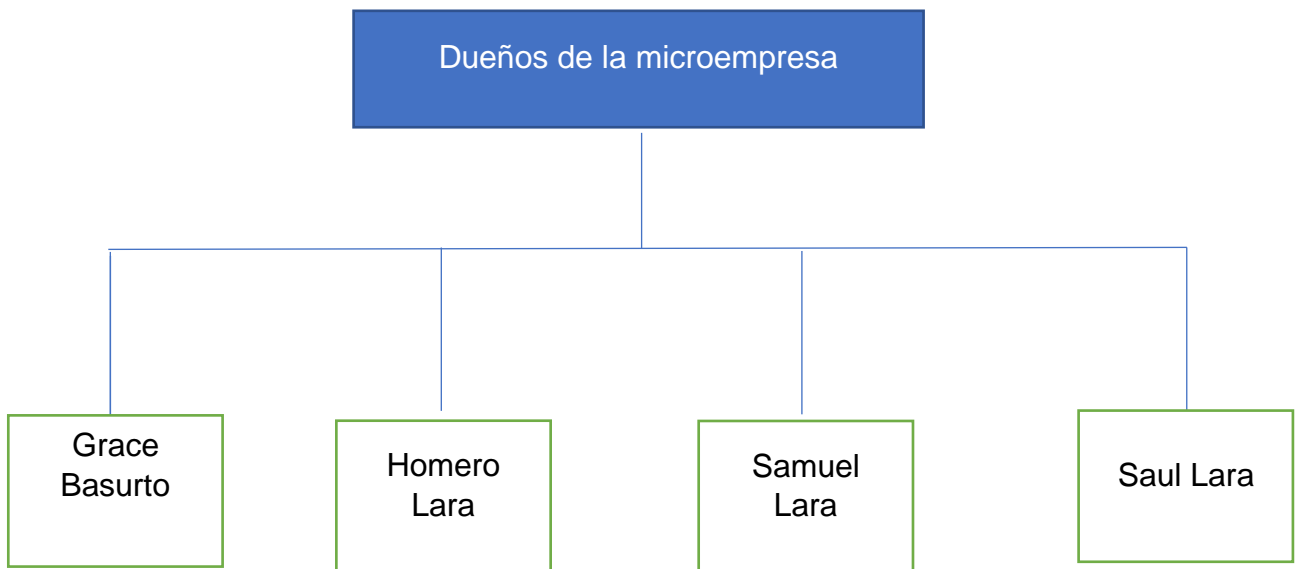 Dueños de la microempresa
Grace
Basurto
Homero
Lara
Samuel
Lara
Saul Lara